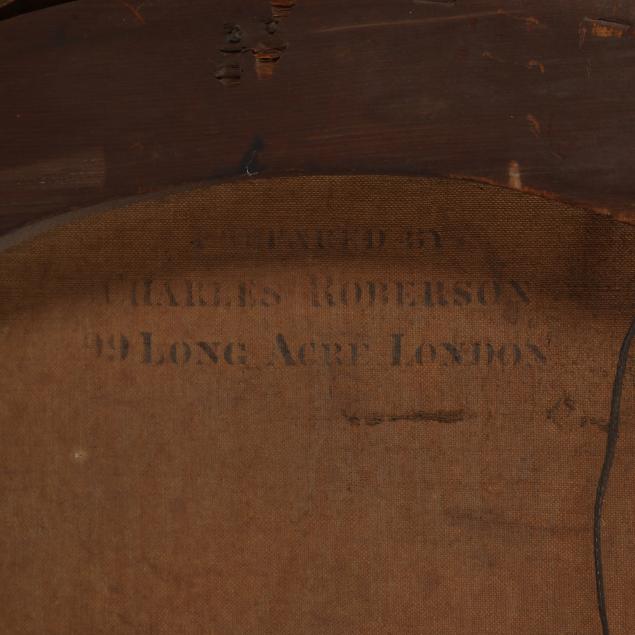 PREPARED BY
CHARLES ROBERSON
99 LONG ACRE LONDON